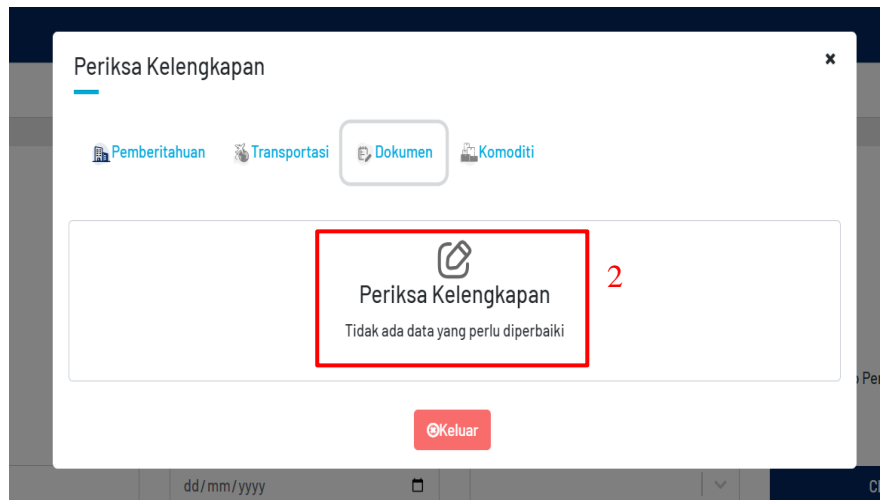 Periksa Kelengkapan
Pemberitahuan Transportasi Dokumen Komoditi
Periksa Kelengkapan
2
Tidak ada data yang perlu diperbaiki
Keluar
dd/mm/yyyy